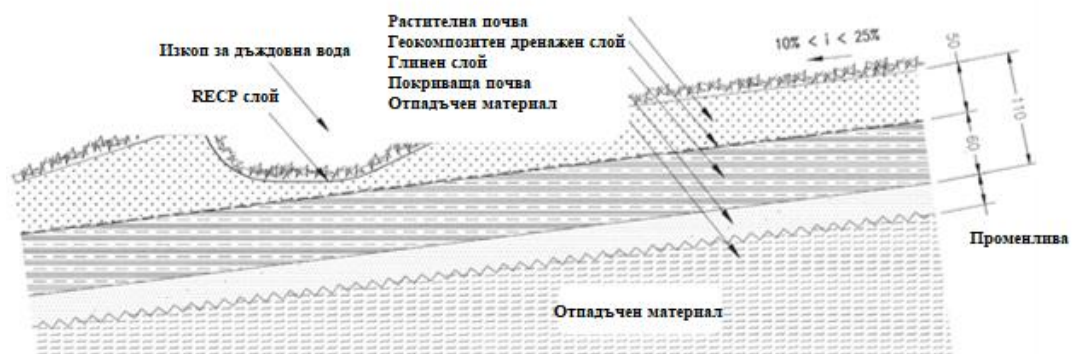 Растителна почва
Геокомпозитен дренажен слой
Глинен слой
Покриваща почва
Отпадъчен материал
Изкоп за дъждовна вода
RECP слой
10% < i < 25%
50
110
60
Променлива
Отпадъчен материал